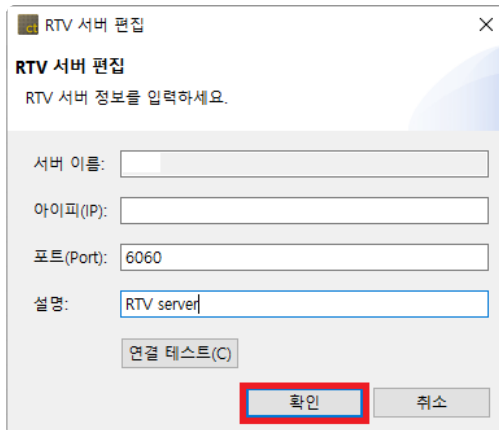 ct RTV 서버 편집
RTV 서버 편집
RTV 서버 정보를 입력하세요.
서버 이름:
아이피(IP):
포트(Port): 6060
설명: RTV server
연결 테스트(C)
확인 취소